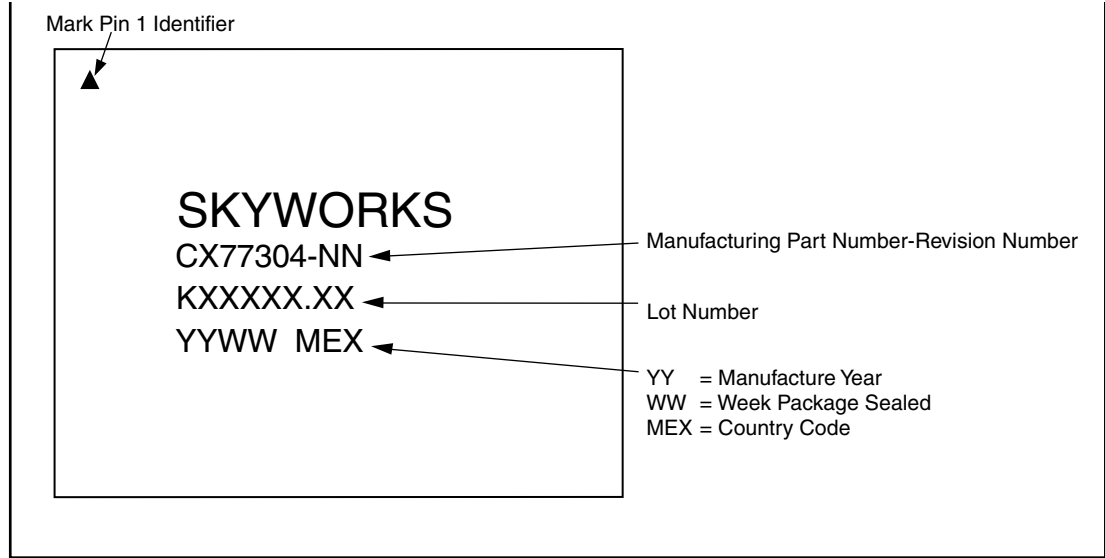 Mark Pin 1 Identifier
SKYWORKS
CX77304-NN
Manufacturing Part Number-Revision Number
KXXXXX.XX
Lot Number
YYWW MEX
YY = Manufacture Year
WW = Week Package Sealed
MEX = Country Code